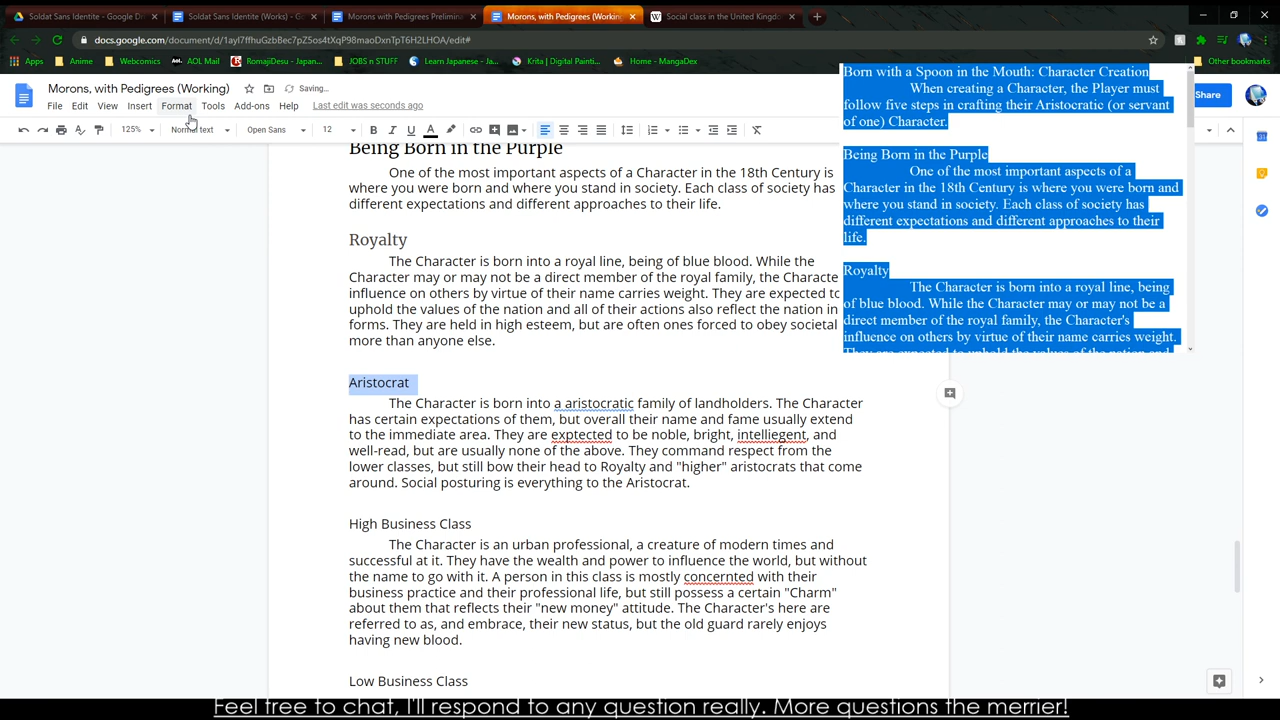 Soldat Sans Identite - Google D
Soldat Sans Identite (Works) - Go
Morons with Pedigrees Prelimina
Morons, with Pedigrees (Working
Social class in the United Kingdo
docs.google.com/document/d/1ayl7ffhuGzbBec7pZ5os4tXqP98maoDxnTpT6H2LHOA/edit#
Apps Anime Webcomics AOL Mail RomajiDesu - Japan... JOBS n STUFF Learn Japanese - Ja... Krita | Digital Paintin... Home - MangaDex Other bookmarks
Morons, with Pedigrees (Working) Saving...
File Edit View Insert Format Tools Add-ons Help Last edit was seconds ago
Share
125% Normal text Open Sans 12 B I U A
Being Born in the Purple
One of the most important aspects of a Character in the 18th Century is
where you were born and where you stand in society. Each class of society has
different expectations and different approaches to their life.
Royalty
The Character is born into a royal line, being of blue blood. While the
Character may or may not be a direct member of the royal family, the Characte
influence on others by virtue of their name carries weight. They are expected to
uphold the values of the nation and all of their actions also reflect the nation in
forms. They are held in high esteem, but are often ones forced to obey societal
more than anyone else.
Aristocrat
The Character is born into a aristocratic family of landholders. The Character
has certain expectations of them, but overall their name and fame usually extend
to the immediate area. They are exptected to be noble, bright, intelliegent, and
well-read, but are usually none of the above. They command respect from the
lower classes, but still bow their head to Royalty and "higher" aristocrats that come
around. Social posturing is everything to the Aristocrat.
High Business Class
The Character is an urban professional, a creature of modern times and
successful at it. They have the wealth and power to influence the world, but without
the name to go with it. A person in this class is mostly concernted with their
business practice and their professional life, but still possess a certain "Charm"
about them that reflects their "new money" attitude. The Character's here are
referred to as, and embrace, their new status, but the old guard rarely enjoys
having new blood.
Low Business Class
Born with a Spoon in the Mouth: Character Creation
When creating a Character, the Player must
follow five steps in crafting their Aristocratic (or servant
of one) Character.
Being Born in the Purple
One of the most important aspects of a
Character in the 18th Century is where you were born and
where you stand in society. Each class of society has
different expectations and different approaches to their
life.
Royalty
The Character is born into a royal line, being
of blue blood. While the Character may or may not be a
direct member of the royal family, the Character's
influence on others by virtue of their name carries weight.
They are expected to uphold the values of the nation and
Feel free to chat, I'll respond to any question really. More questions the merrier!